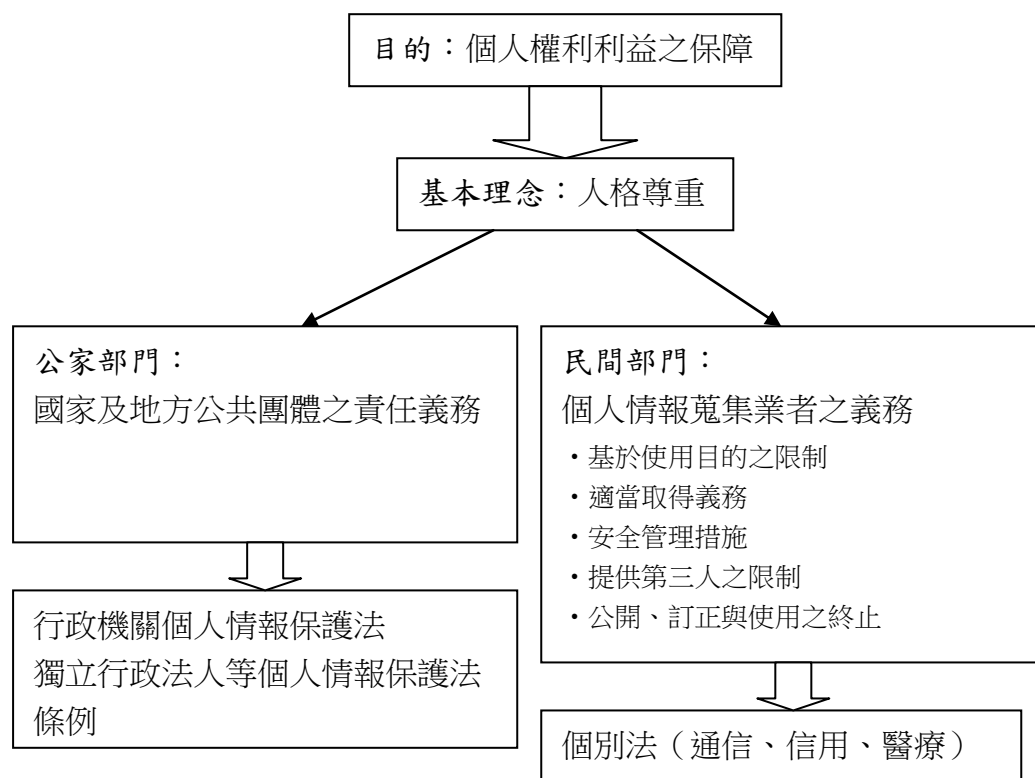 目的：個人權利利益之保障
基本理念：人格尊重
公家部門：
國家及地方公共團體之責任義務
民間部門：
個人情報蒐集業者之義務
・基於使用目的之限制
・適當取得義務
・安全管理措施
・提供第三人之限制
・公開、訂正與使用之終止
行政機關個人情報保護法
獨立行政法人等個人情報保護法
條例
個別法（通信、信用、醫療）